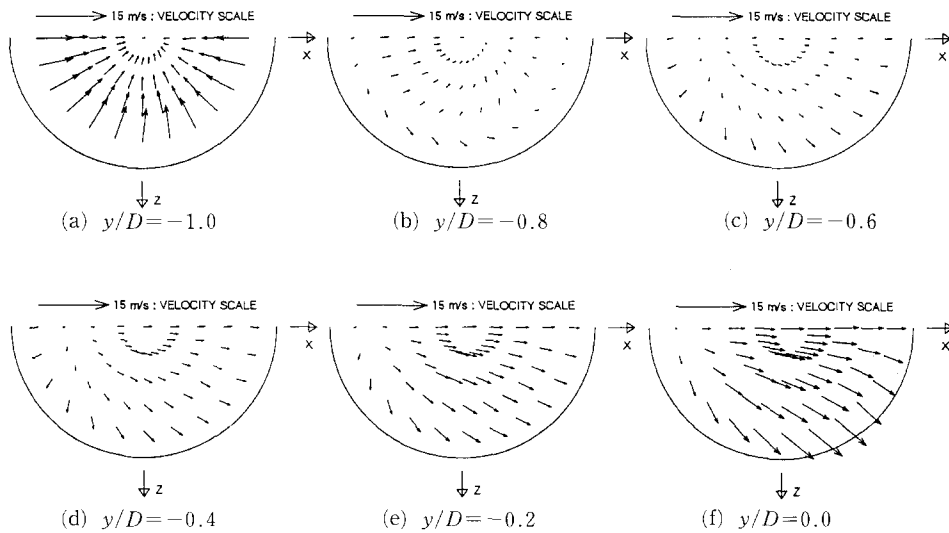 15 m/s : VELOCITY SCALE
15 m/s : VELOCITY SCALE
15 m/s : VELOCITY SCALE
X
X
X
Z
Z
Z
(a) y/D=−1.0
(b) y/D=−0.8
(c) y/D=−0.6
15 m/s : VELOCITY SCALE
15 m/s : VELOCITY SCALE
15 m/s : VELOCITY SCALE
X
X
X
Z
Z
Z
(d) y/D=−0.4
(e) y/D=−0.2
(f) y/D=0.0